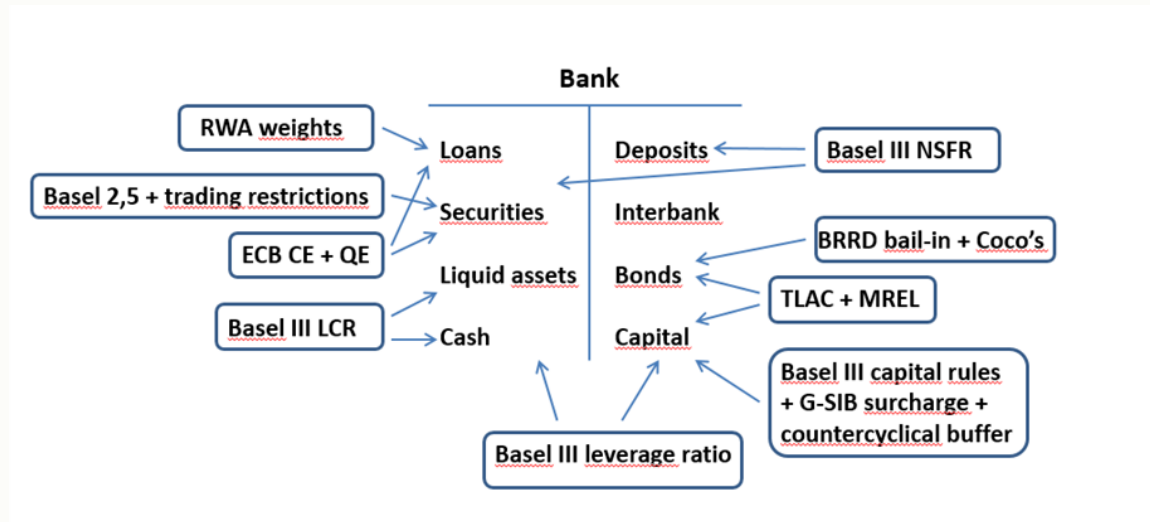 Bank
RWA weights
Loans
Deposits
Basel III NSFR
Basel 2,5 + trading restrictions
Securities
Interbank
ECB CE + QE
BRRD bail-in + Coco’s
Liquid assets
Bonds
TLAC + MREL
Basel III LCR
Cash
Capital
Basel III capital rules
+ G-SIB surcharge +
countercyclical buffer
Basel III leverage ratio